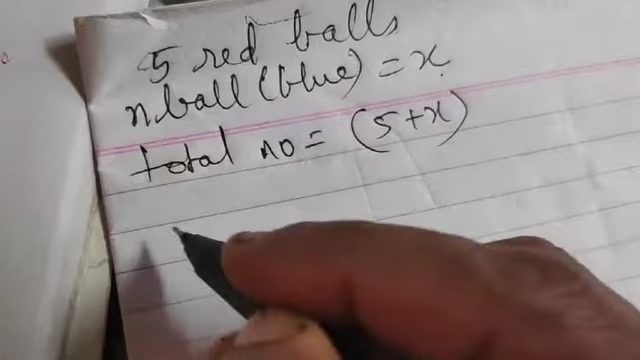 5 red balls
n ball (blue) = x
total no = (5+x)